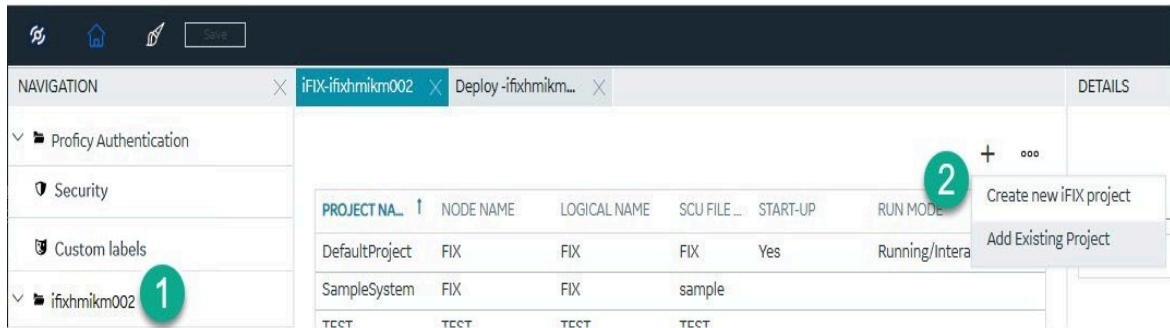 Save
NAVIGATION
iFIX-ifixhmikm002
Deploy -ifixhmikm...
DETAILS
Proficy Authentication
Security
Custom labels
ifixhmikm002
1
2
Create new iFIX project
Add Existing Project
PROJECT NA... NODE NAME LOGICAL NAME SCU FILE ... START-UP RUN MODE
DefaultProject FIX FIX FIX Yes Running/Intera
SampleSystem FIX FIX sample
TEST TEST TEST TEST